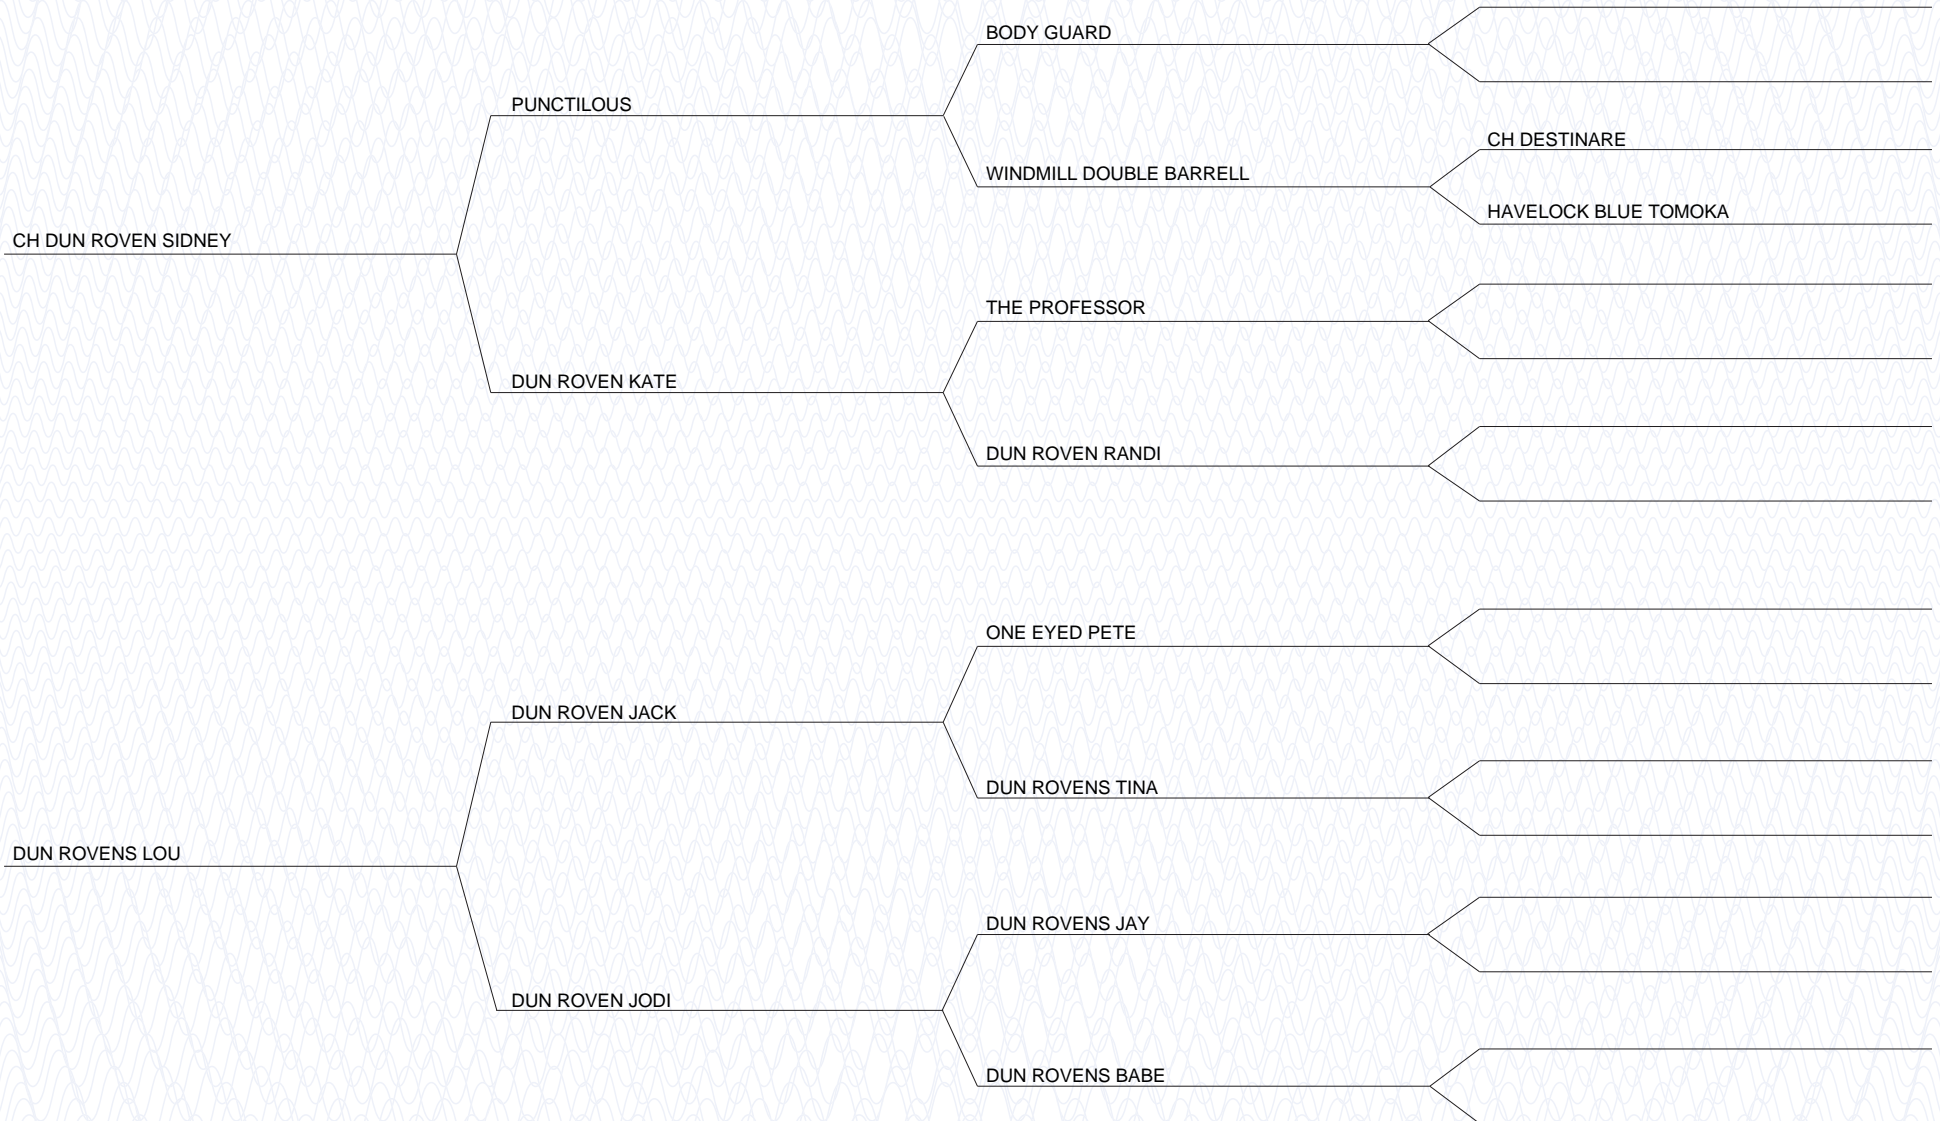 BODY GUARD
PUNCTILOUS
CH DESTINARE
WINDMILL DOUBLE BARRELL
HAVELOCK BLUE TOMOKA
CH DUN ROVEN SIDNEY
THE PROFESSOR
DUN ROVEN KATE
DUN ROVEN RANDI
ONE EYED PETE
DUN ROVEN JACK
DUN ROVENS TINA
DUN ROVENS LOU
DUN ROVENS JAY
DUN ROVEN JODI
DUN ROVENS BABE